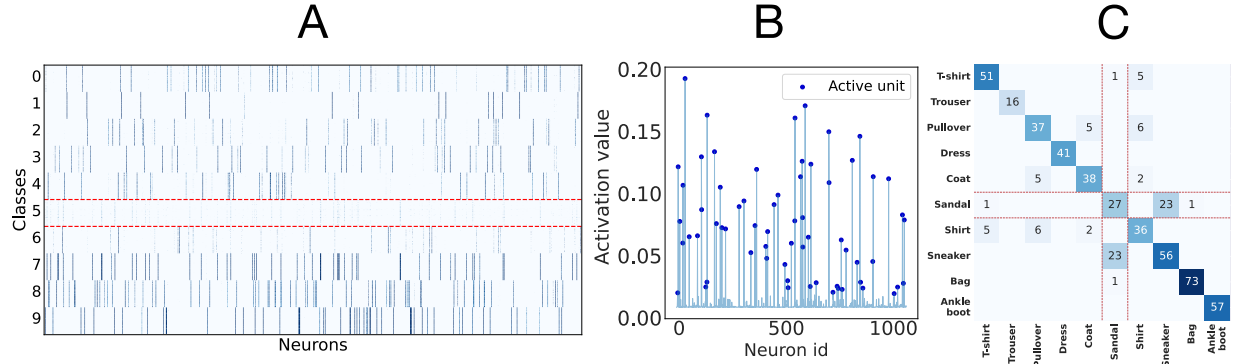 A
B
C
Classes
0
1
2
3
4
5
6
7
8
9
Neurons
Activation value
0.20
0.15
0.10
0.05
0.00
Active unit
0
500
1000
Neuron id
T-shirt 51 1 5
Trouser 16
Pullover 37 5 6
Dress 41
Coat 5 38 2
Sandal 1 27 23 1
Shirt 5 6 2 36
Sneaker 23 56
Bag 1 73
Ankle boot 57
T-shirt
Trouser
Pullover
Dress
Coat
Sandal
Shirt
Sneaker
Bag
Ankle
boot